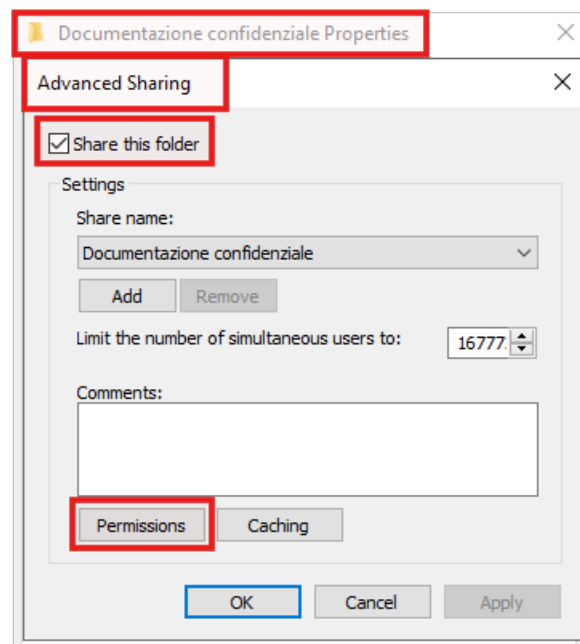 Documentazione confidenziale Properties
Advanced Sharing
Share this folder
Settings
Share name:
Documentazione confidenziale
Add Remove
Limit the number of simultaneous users to: 16777
Comments:
Permissions Caching
OK Cancel Apply